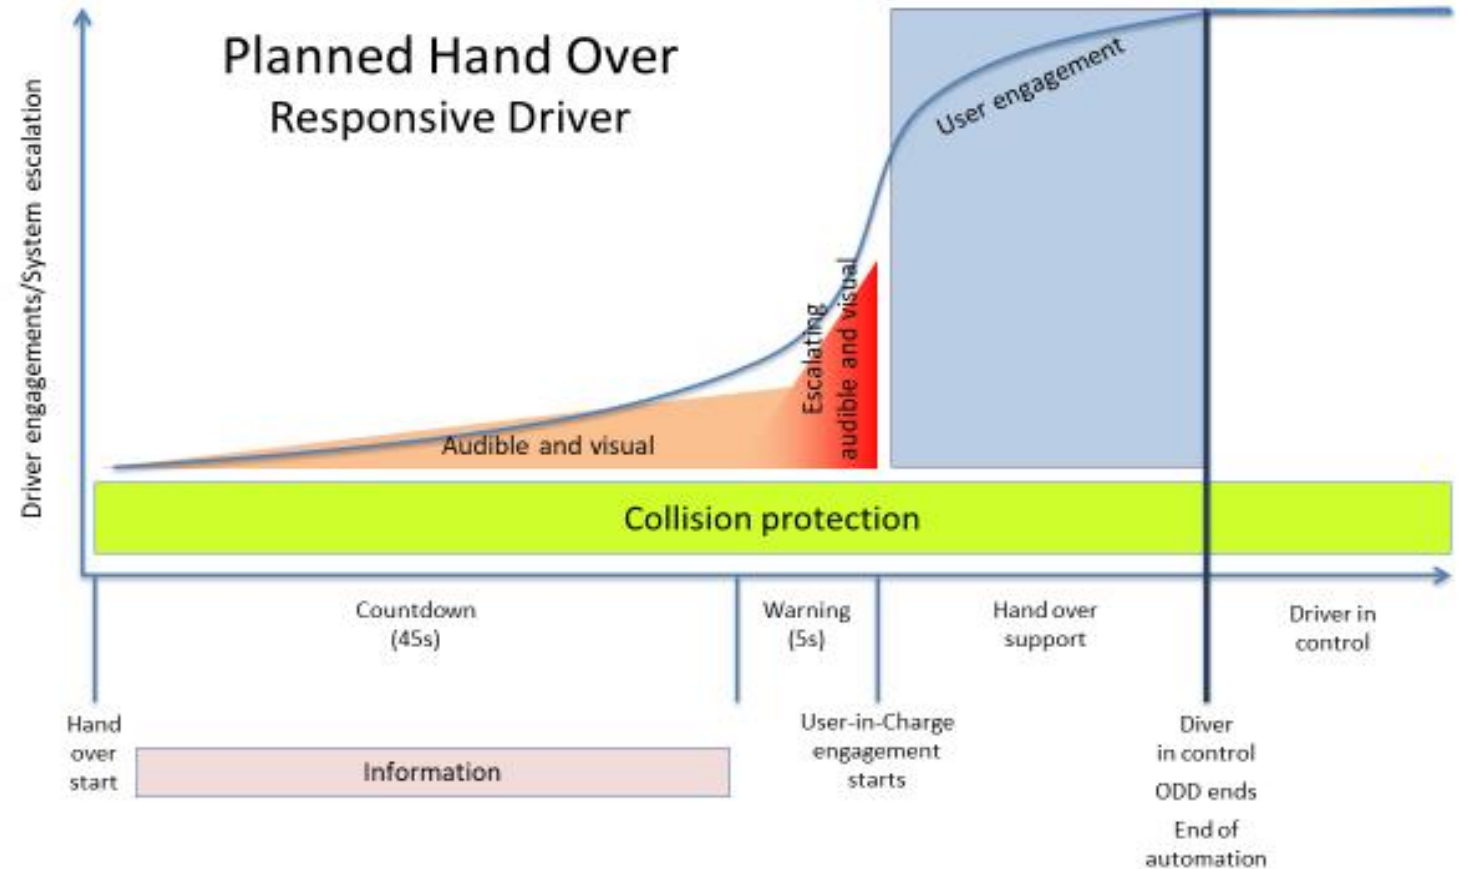 Planned Hand Over
Responsive Driver
Driver engagements/System escalation
User engagement
Escalating
audible and visual
Audible and visual
Collision protection
Countdown
(45s)
Warning
(5s)
Hand over
support
Driver in
control
Hand
over
start
Information
User-in-Charge
engagement
starts
Diver
in control
ODD ends
End of
automation